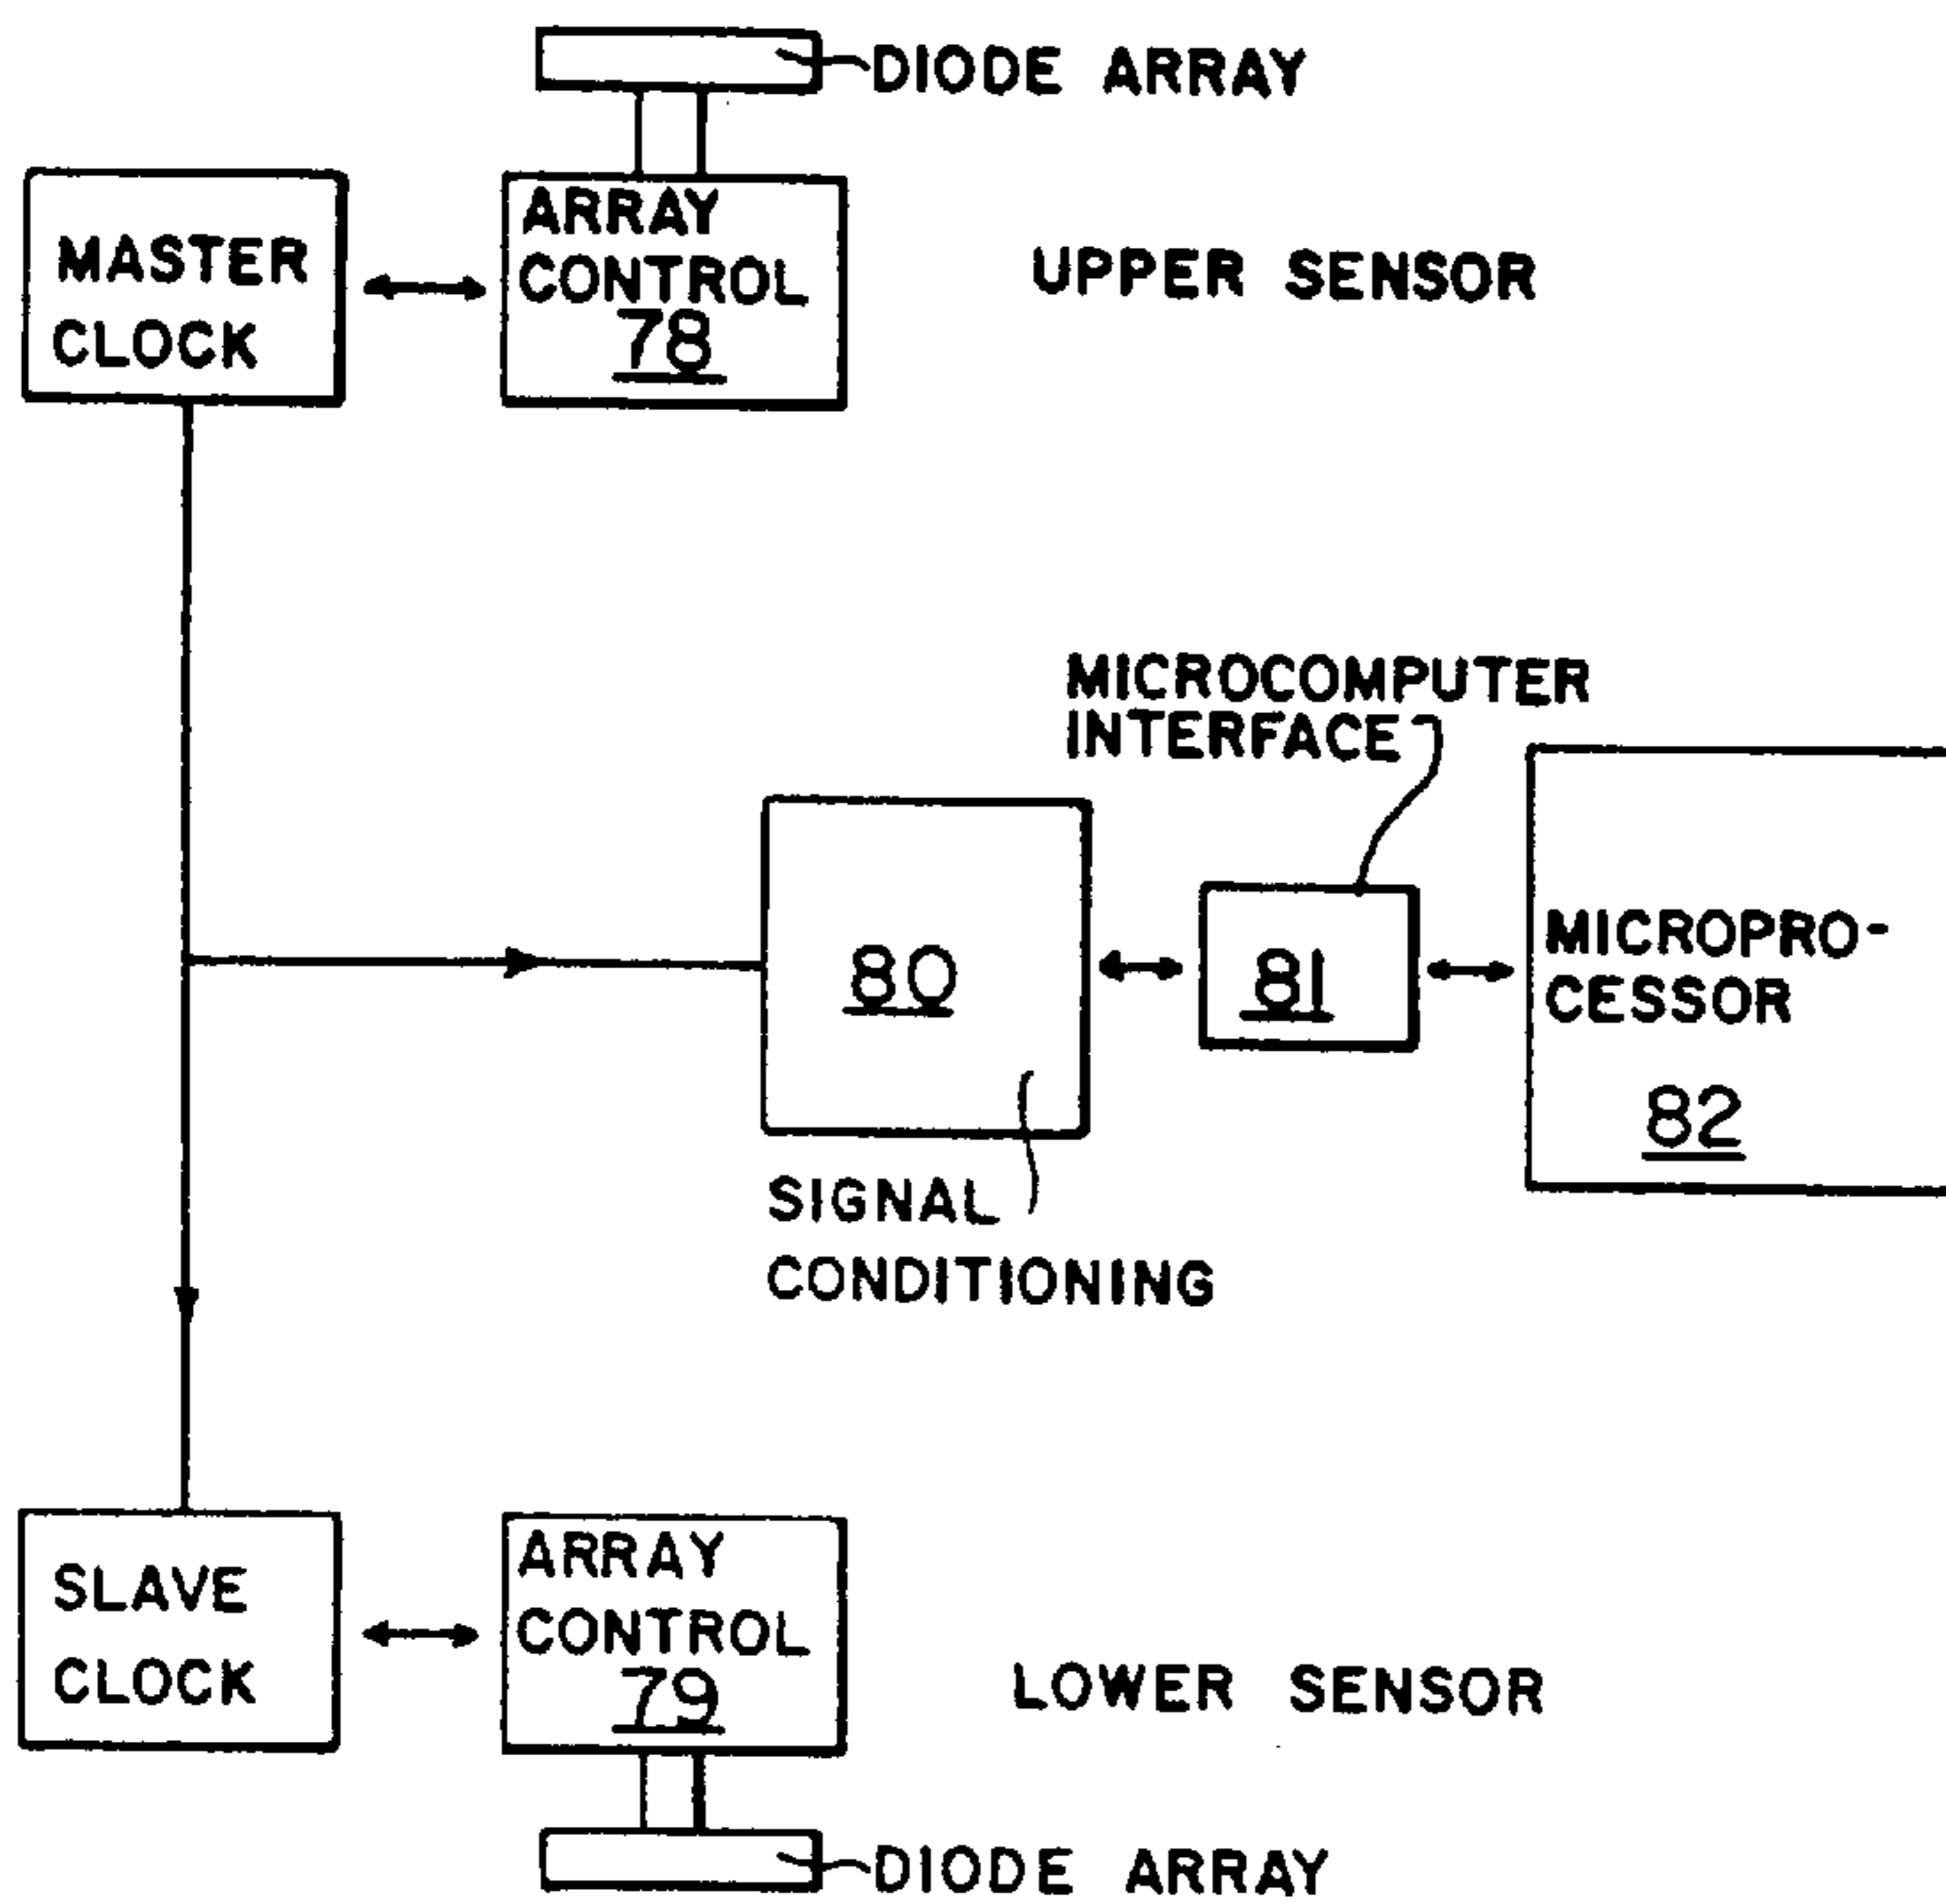 DIODE ARRAY
MASTER
CLOCK
ARRAY
CONTROL
78
UPPER SENSOR
MICROCOMPUTER
INTERFACE
80
81
MICROPRO-
CESSOR
82
SIGNAL
CONDITIONING
SLAVE
CLOCK
ARRAY
CONTROL
79
LOWER SENSOR
DIODE ARRAY